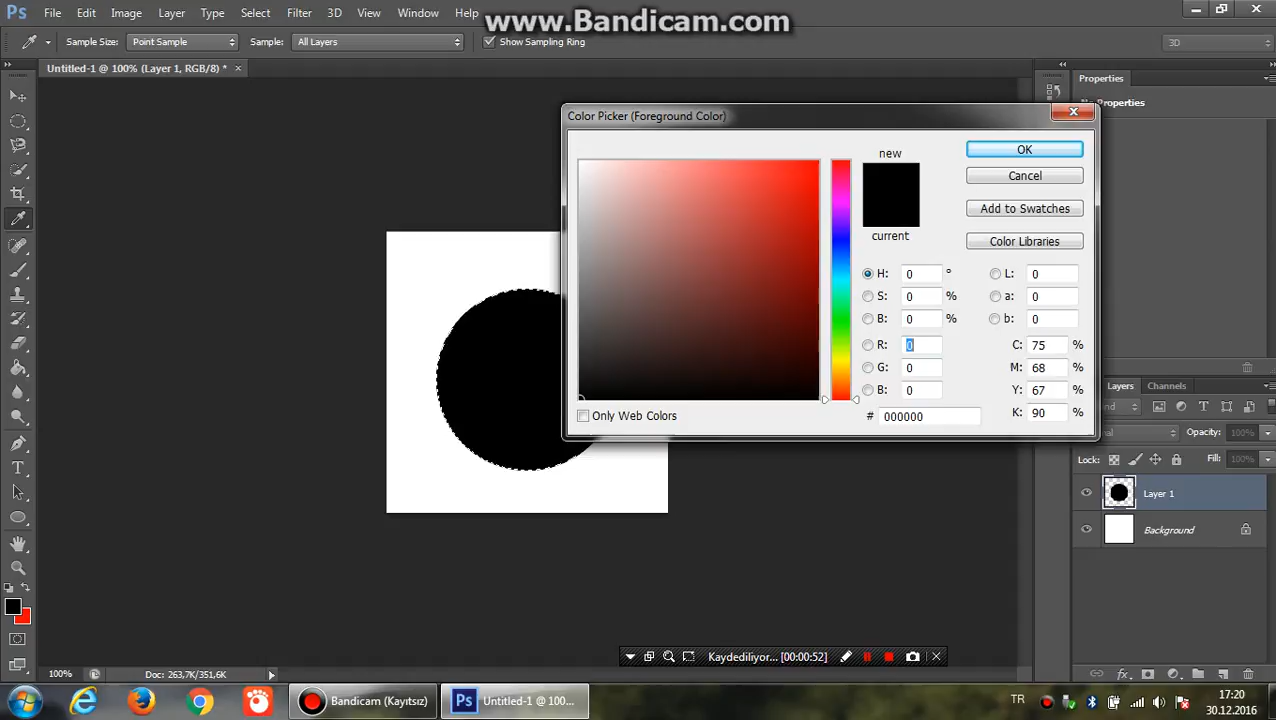 Ps File Edit Image Layer Type Select Filter 3D View Window Help
www.Bandicam.com
Sample Size: Point Sample Sample: All Layers Show Sampling Ring 3D
Untitled-1 @ 100% (Layer 1, RGB/8) * ×
Properties
Properties
Color Picker (Foreground Color)
new
current
OK
Cancel
Add to Swatches
Color Libraries
H: 0 ° L: 0
S: 0 % a: 0
B: 0 % b: 0
R: 0 C: 75 %
G: 0 M: 68 %
B: 0 Y: 67 %
# 000000 K: 90 %
Only Web Colors
Layers Channels
Opacity: 100%
Lock: Fill: 100%
Layer 1
Background
Kaydediliyor... [00:00:52]
100% Doc: 263,7K/351,6K
Bandicam (Kayıtsız)
Ps Untitled-1 @ 100...
TR
17:20
30.12.2016